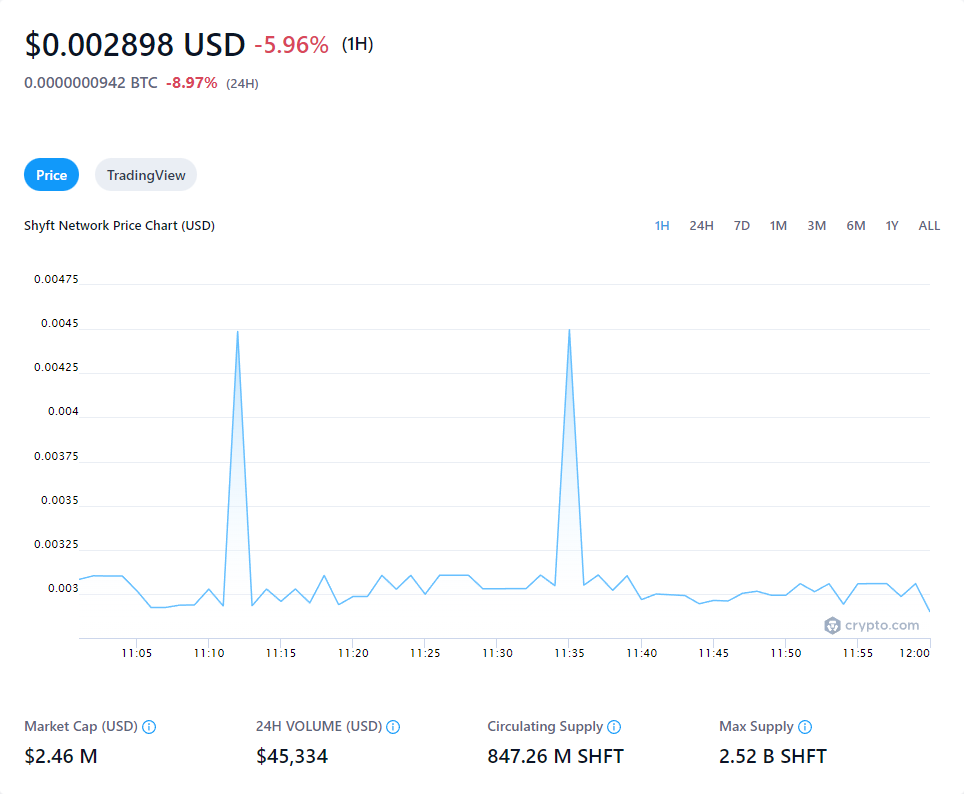 $0.002898 USD -5.96% (1H)
0.0000000942 BTC -8.97% (24H)
Price TradingView
Shyft Network Price Chart (USD) 1H 24H 7D 1M 3M 6M 1Y ALL
0.00475
0.0045
0.00425
0.004
0.00375
0.0035
0.00325
0.003
crypto.com
11:05 11:10 11:15 11:20 11:25 11:30 11:35 11:40 11:45 11:50 11:55 12:00
Market Cap (USD) 24H VOLUME (USD) Circulating Supply Max Supply
$2.46 M $45,334 847.26 M SHFT 2.52 B SHFT